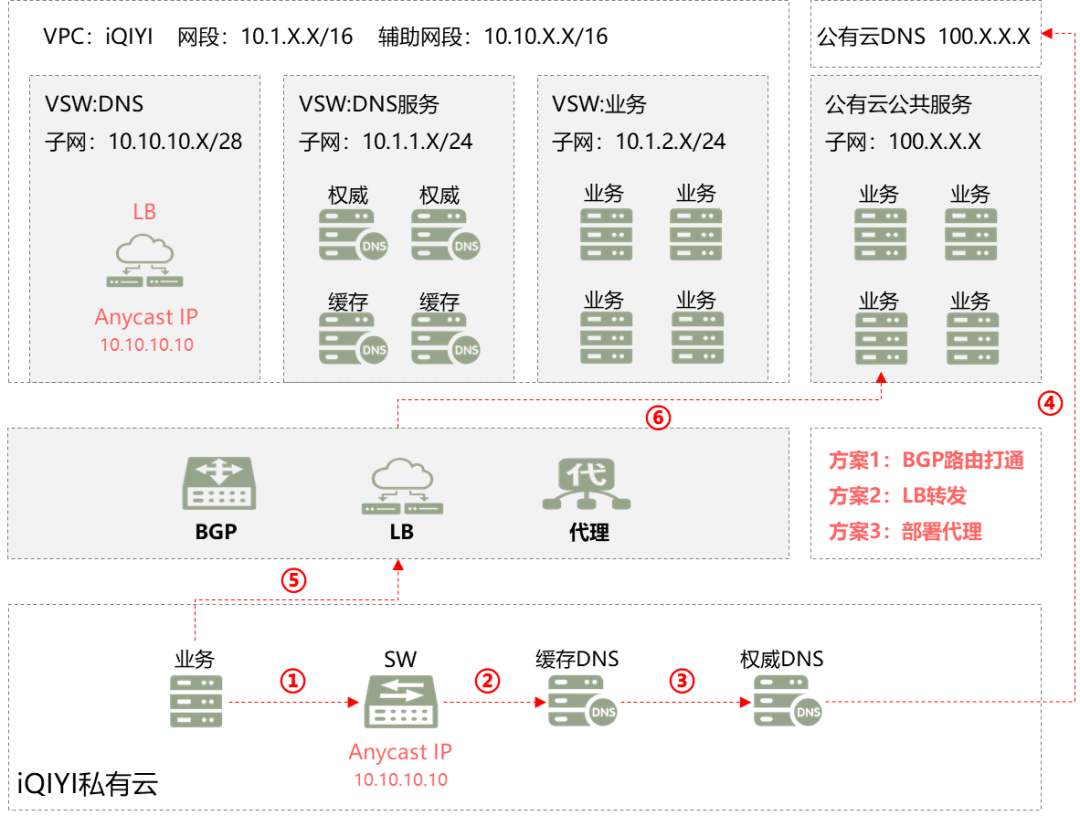 VPC：iQIYI 网段：10.1.X.X/16 辅助网段：10.10.X.X/16
公有云DNS 100.X.X.X
VSW:DNS
子网：10.10.10.X/28
LB
Anycast IP
10.10.10.10
VSW:DNS服务
子网：10.1.1.X/24
权威 权威
DNS DNS
缓存 缓存
DNS DNS
VSW:业务
子网：10.1.2.X/24
业务 业务
业务 业务
公有云公共服务
子网：100.X.X.X
业务 业务
业务 业务
④
⑥
BGP
LB
代
代理
方案1：BGP路由打通
方案2：LB转发
方案3：部署代理
⑤
业务
①
SW
Anycast IP
10.10.10.10
②
缓存DNS
DNS
③
权威DNS
DNS
iQIYI私有云